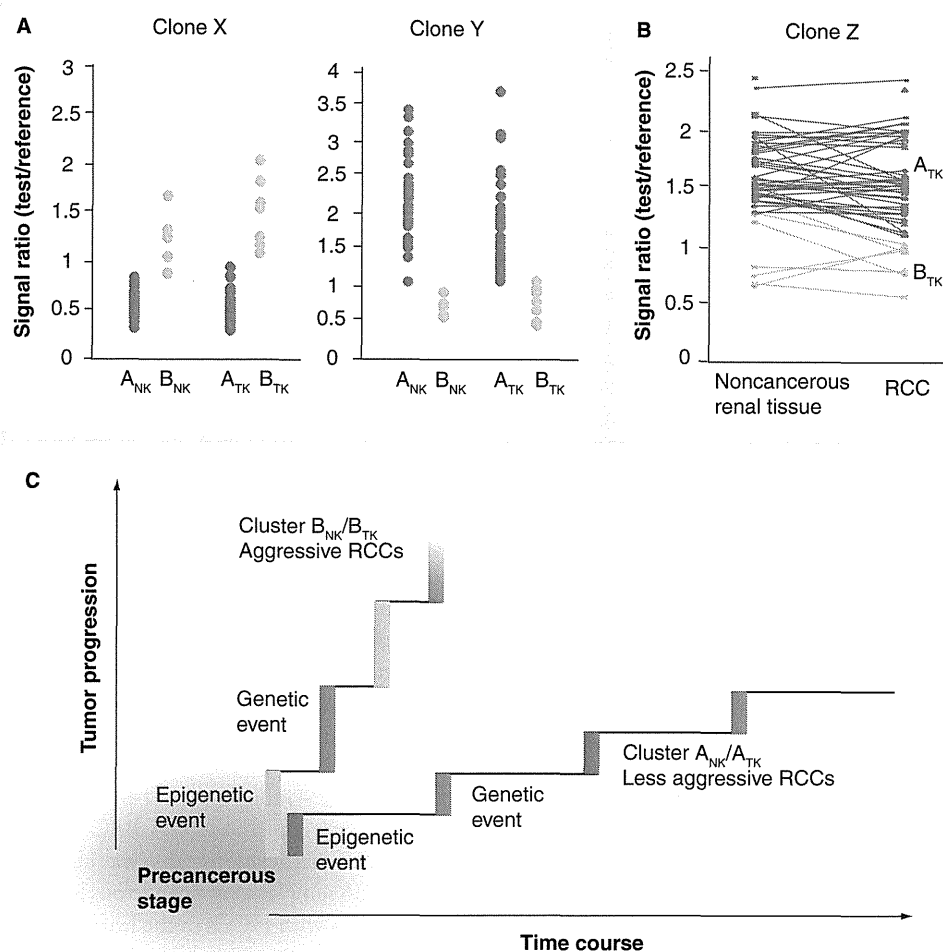 A
Clone X
Signal ratio (test/reference)
3
2.5
2
1.5
1
0.5
0
A_NK B_NK A_TK B_TK
Clone Y
4
3.5
3
2
1.5
1
0.5
0
A_NK B_NK A_TK B_TK
B
Clone Z
Signal ratio (test/reference)
2.5
2
1.5
1
0.5
0
A_TK
B_TK
Noncancerous
renal tissue
RCC
C
Tumor progression
Cluster B_NK/B_TK
Aggressive RCCs
Genetic
event
Epigenetic
event
Precancerous
stage
Epigenetic
event
Genetic
event
Cluster A_NK/A_TK
Less aggressive RCCs
Time course